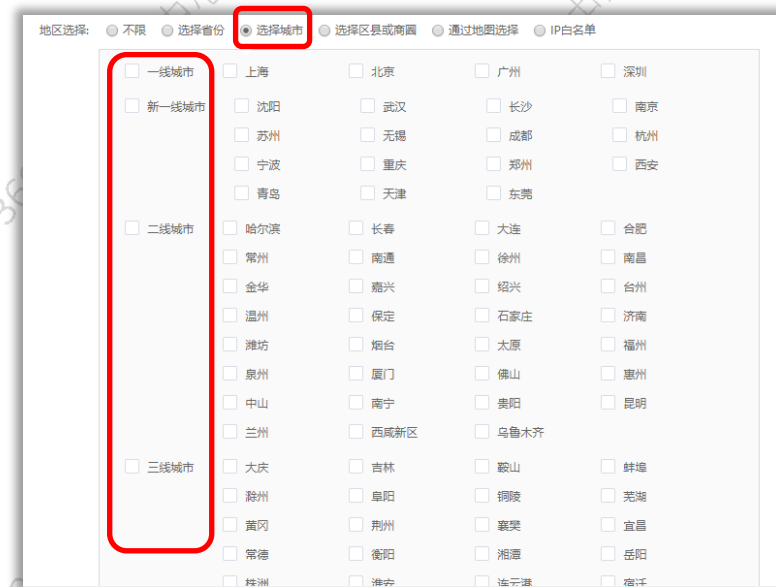 地区选择: 不限 选择省份 选择城市 选择区县或商圈 通过地图选择 IP白名单
一线城市 上海 北京 广州 深圳
新一线城市 沈阳 武汉 长沙 南京
苏州 无锡 成都 杭州
宁波 重庆 郑州 西安
青岛 天津 东莞
二线城市 哈尔滨 长春 大连 合肥
常州 南通 徐州 南昌
金华 嘉兴 绍兴 台州
温州 保定 石家庄 济南
潍坊 烟台 太原 福州
泉州 厦门 佛山 惠州
中山 南宁 贵阳 昆明
兰州 西咸新区 乌鲁木齐
三线城市 大庆 吉林 鞍山 蚌埠
滁州 阜阳 铜陵 芜湖
黄冈 荆州 襄樊 宜昌
常德 衡阳 湘潭 岳阳
株洲 淮安 连云港 宿迁